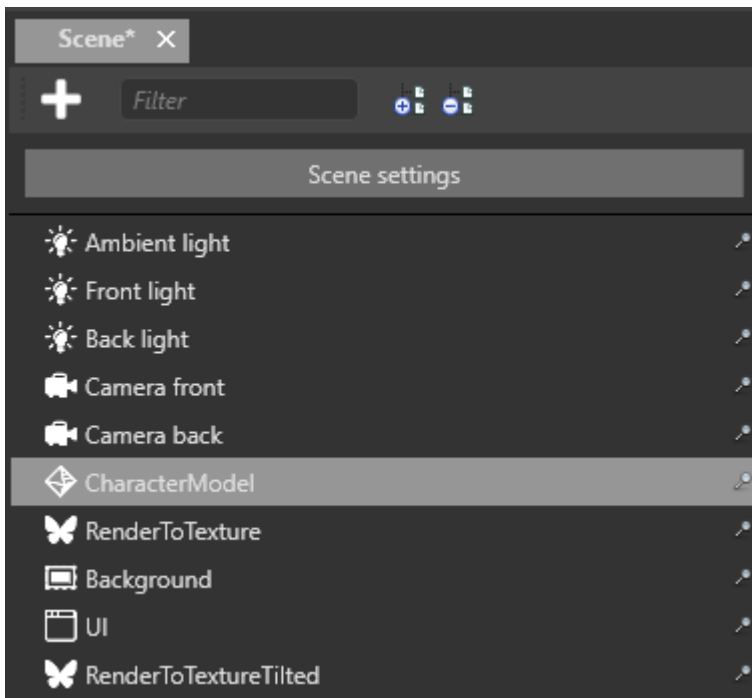 Scene*
Filter
Scene settings
Ambient light
Front light
Back light
Camera front
Camera back
CharacterModel
RenderToTexture
Background
UI
RenderToTextureTilted